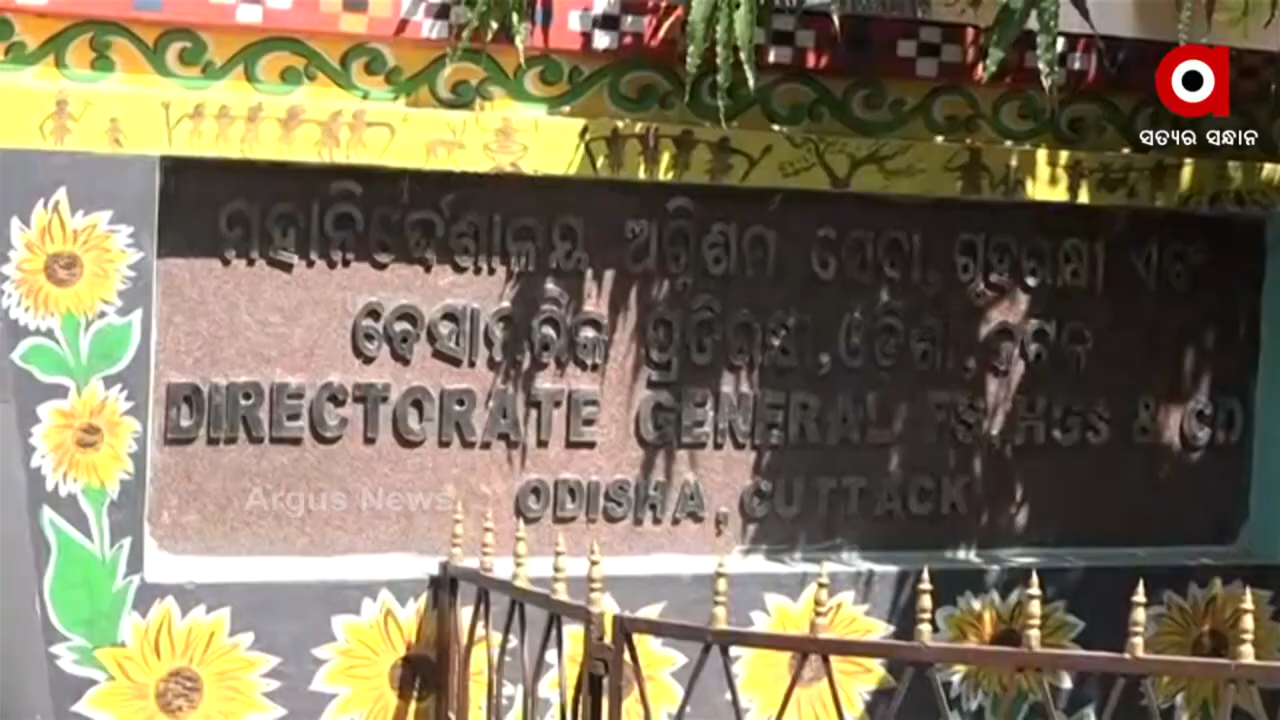 ସତ୍ୟର ସନ୍ଧାନ
ମହାନିର୍ଦ୍ଦେଶାଳୟ ଅଗ୍ନିଶମ ସେବା, ଗୃହରକ୍ଷୀ ଏବଂ
ବେସାମରିକ ପ୍ରତିରକ୍ଷା, ଓଡ଼ିଶା, କଟକ
DIRECTORATE GENERAL FS, HGS & CD
ODISHA, CUTTACK
Argus News